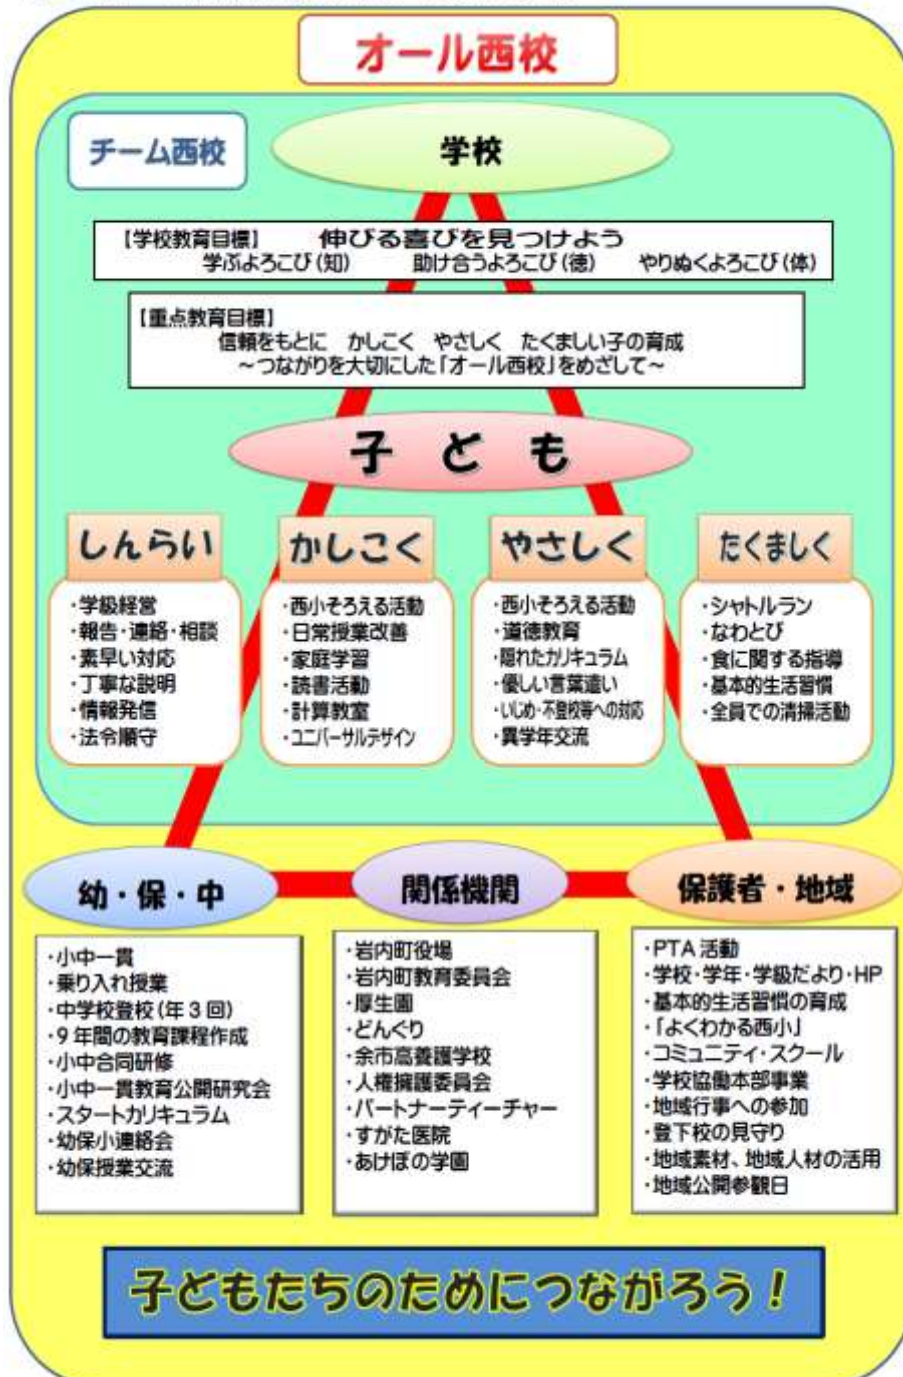 オール西校
チーム西校
学校
【学校教育目標】　伸びる喜びを見つけよう
学ぶよろこび(知)　助け合うよろこび(徳)　やりぬくよろこび(体)
【重点教育目標】
信頼をもとに　かしこく　やさしく　たくましい子の育成
～つながりを大切にした「オール西校」をめざして～
子ども
しんらい
・学級経営
・報告・連絡・相談
・素早い対応
・丁寧な説明
・情報発信
・法令順守
かしこく
・西小そろえる活動
・日常授業改善
・家庭学習
・読書活動
・計算教室
・ユニバーサルデザイン
やさしく
・西小そろえる活動
・道徳教育
・隠れたカリキュラム
・優しい言葉遣い
・いじめ・不登校等への対応
・異学年交流
たくましく
・シャトルラン
・なわとび
・食に関する指導
・基本的生活習慣
・全員での清掃活動
幼・保・中
・小中一貫
・乗り入れ授業
・中学校登校(年3回)
・9年間の教育課程作成
・小中合同研修
・小中一貫教育公開研究会
・スタートカリキュラム
・幼保小連絡会
・幼保授業交流
関係機関
・岩内町役場
・岩内町教育委員会
・厚生園
・どんぐり
・余市高養護学校
・人権擁護委員会
・パートナーティーチャー
・すがた医院
・あけぼの学園
保護者・地域
・PTA活動
・学校・学年・学級だより・HP
・基本的生活習慣の育成
・「よくわかる西小」
・コミュニティ・スクール
・学校協働本部事業
・地域行事への参加
・登下校の見守り
・地域素材、地域人材の活用
・地域公開参観日
子どもたちのためにつながろう！